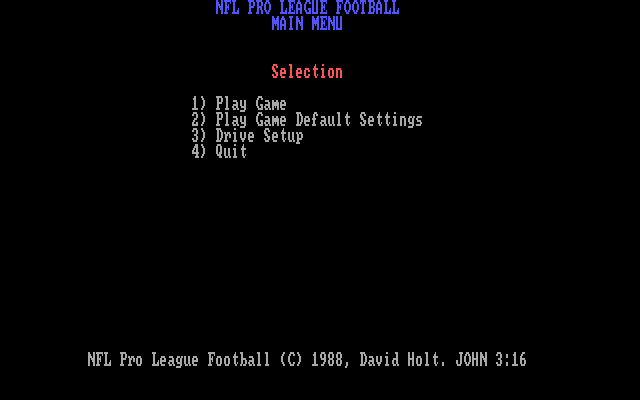 NFL PRO LEAGUE FOOTBALL
MAIN MENU
Selection
1) Play Game
2) Play Game Default Settings
3) Drive Setup
4) Quit
NFL Pro League Football (C) 1988, David Holt. JOHN 3:16